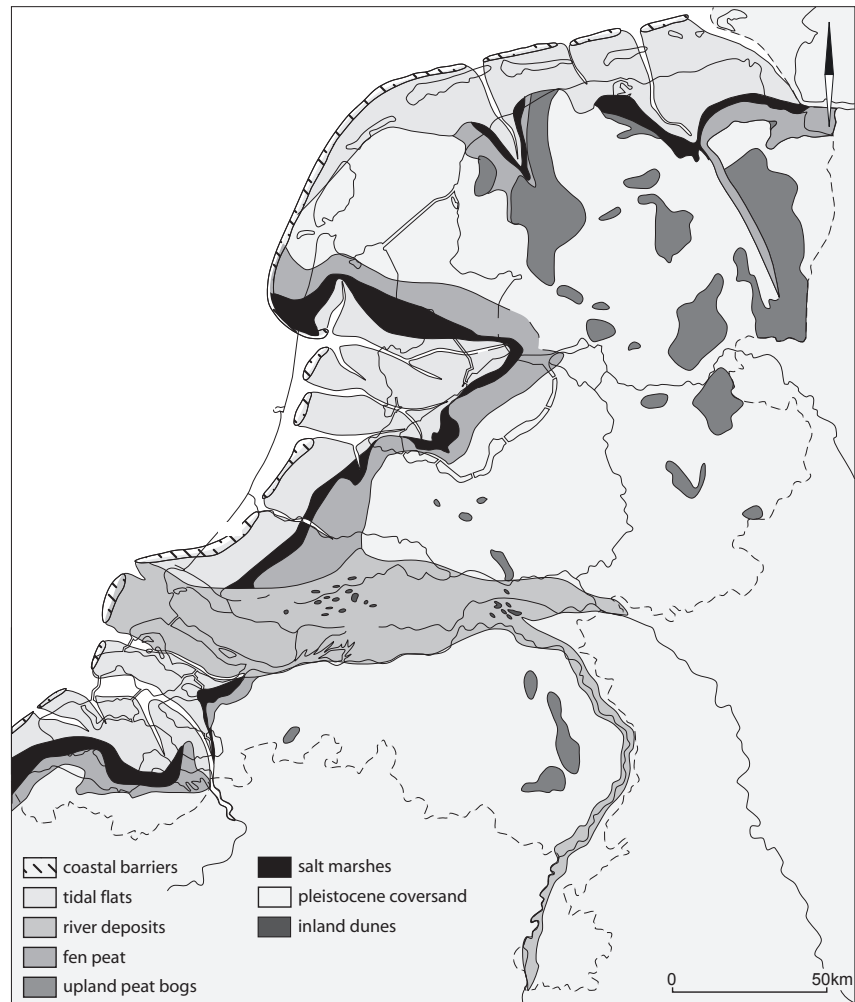 coastal barriers
tidal flats
river deposits
fen peat
upland peat bogs
salt marshes
pleistocene coversand
inland dunes
0 50km